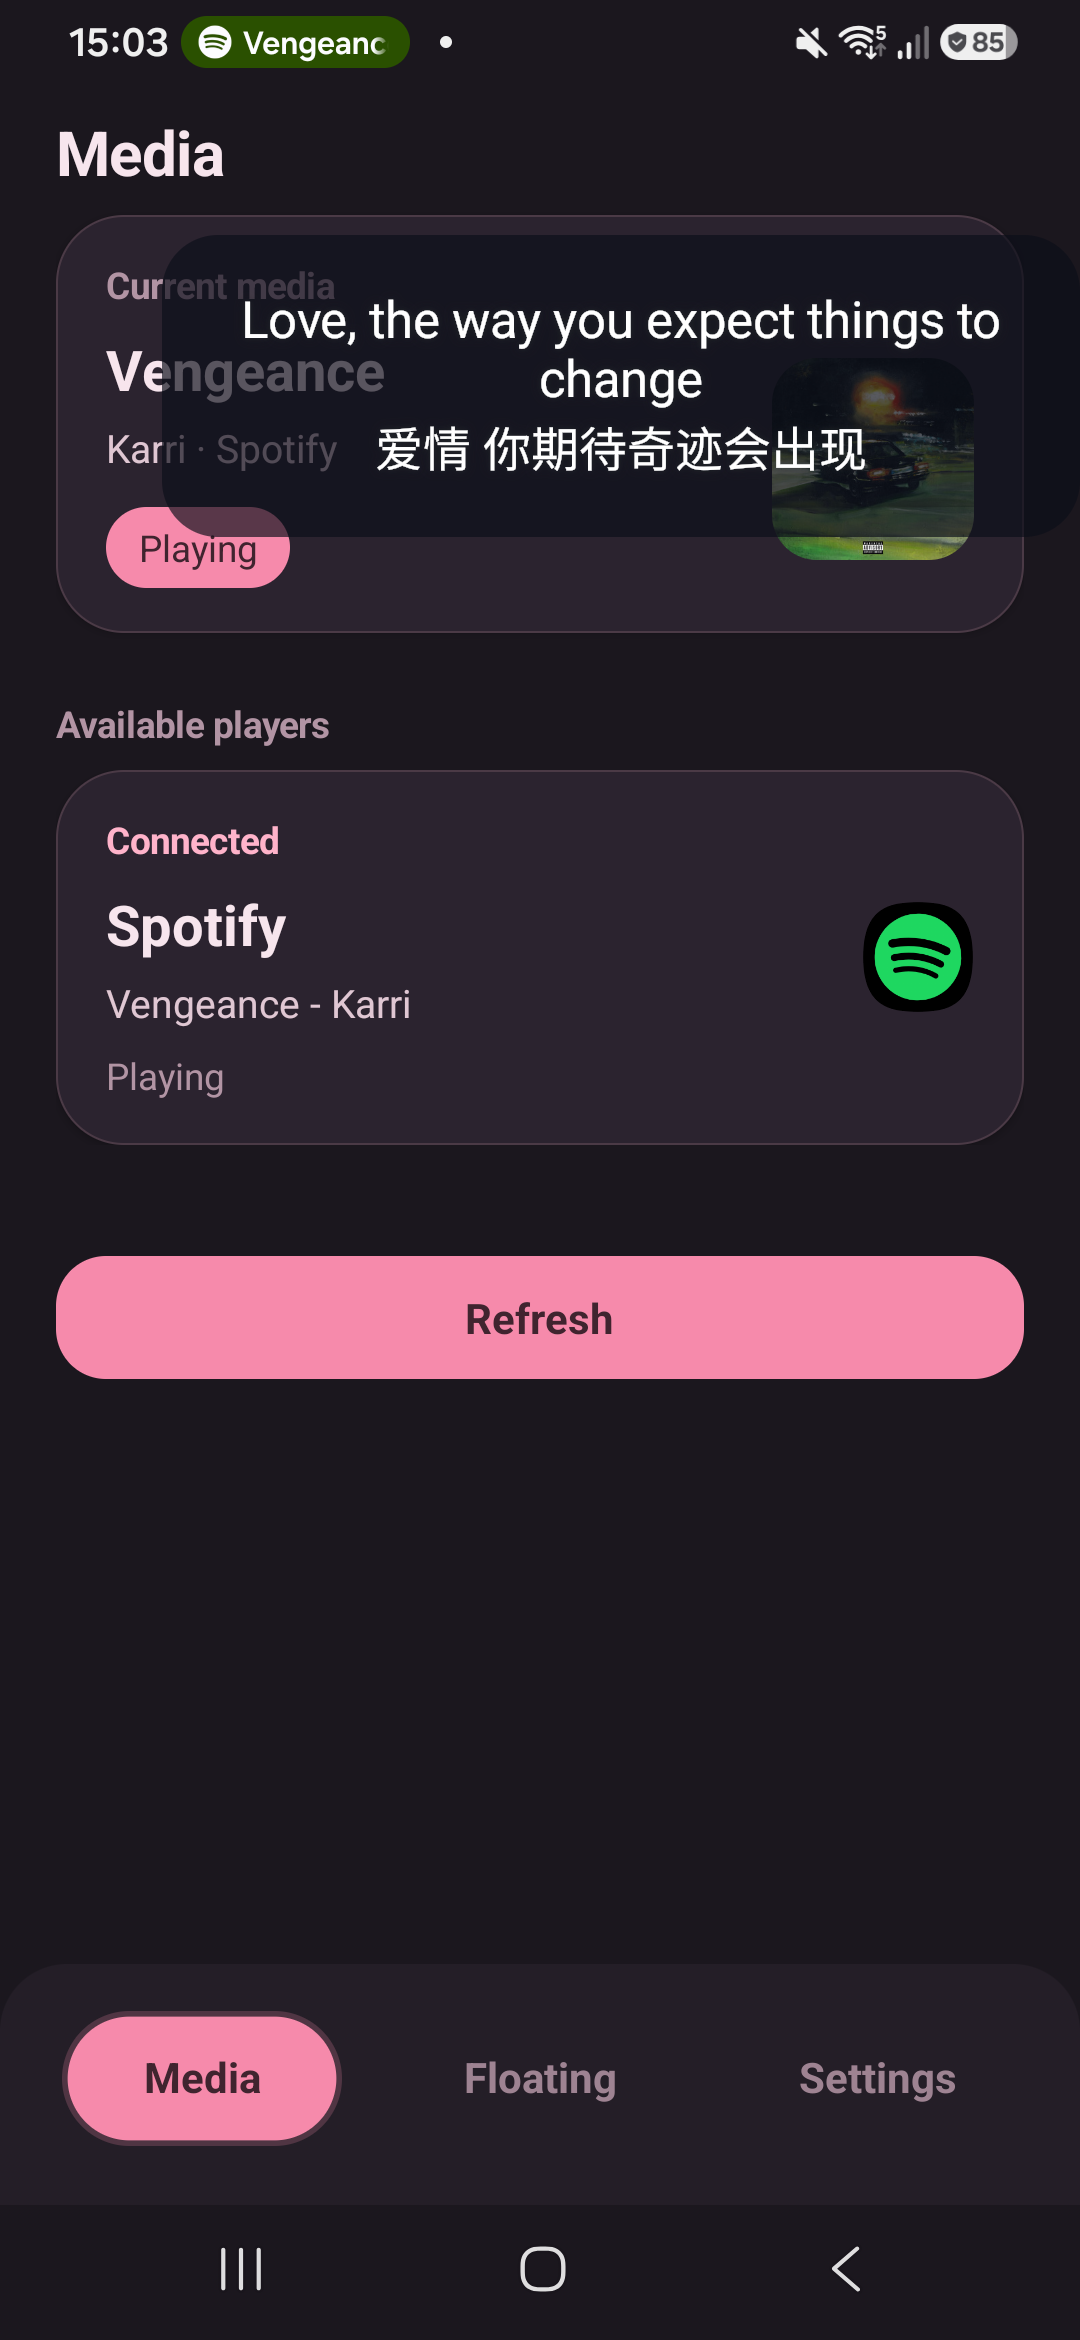 15:03 Vengeanc 5 85
Media
Current media
Love, the way you expect things to
change
爱情 你期待奇迹会出现
Vengeance
Karri · Spotify
Playing
Available players
Connected
Spotify
Vengeance - Karri
Playing
Refresh
Media Floating Settings